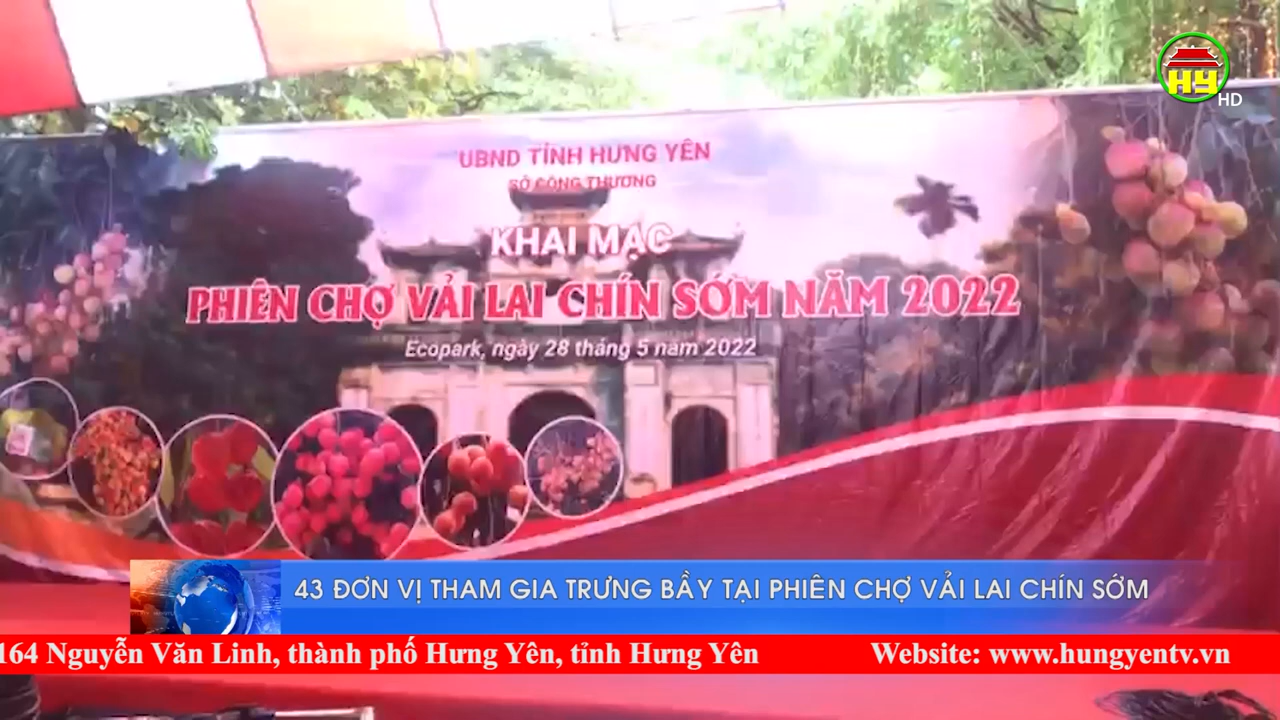 HY
HD
UBND TỈNH HƯNG YÊN
SỞ CÔNG THƯƠNG
KHAI MẠC
PHIÊN CHỢ VẢI LAI CHÍN SỚM NĂM 2022
Ecopark, ngày 28 tháng 5 năm 2022
43 ĐƠN VỊ THAM GIA TRƯNG BẦY TẠI PHIÊN CHỢ VẢI LAI CHÍN SỚM
164 Nguyễn Văn Linh, thành phố Hưng Yên, tỉnh Hưng Yên Website: www.hungyentv.vn